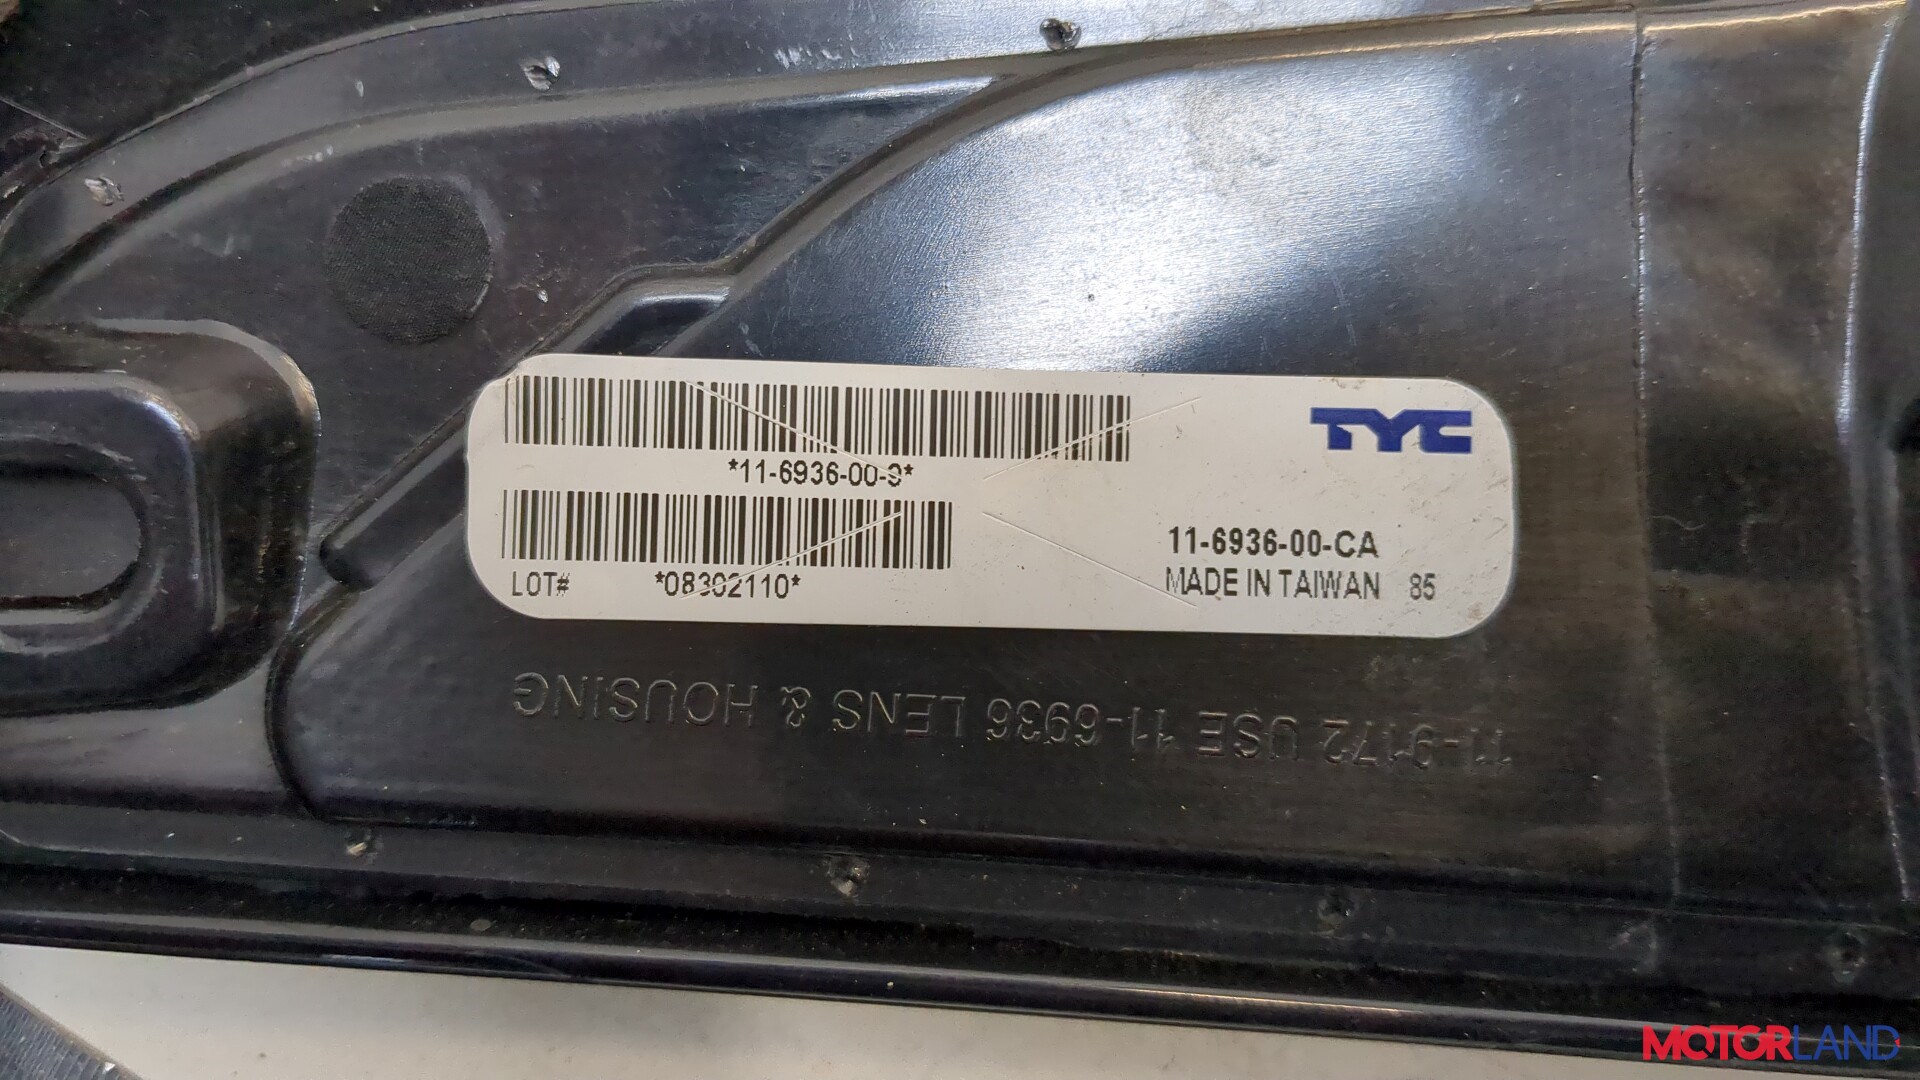 TYC
*11-6936-00-9*
11-6936-00-CA
LOT# *08302110*
MADE IN TAIWAN 85
11-9172 USE 11-6936 LENS & HOUSING
MOTORLAND